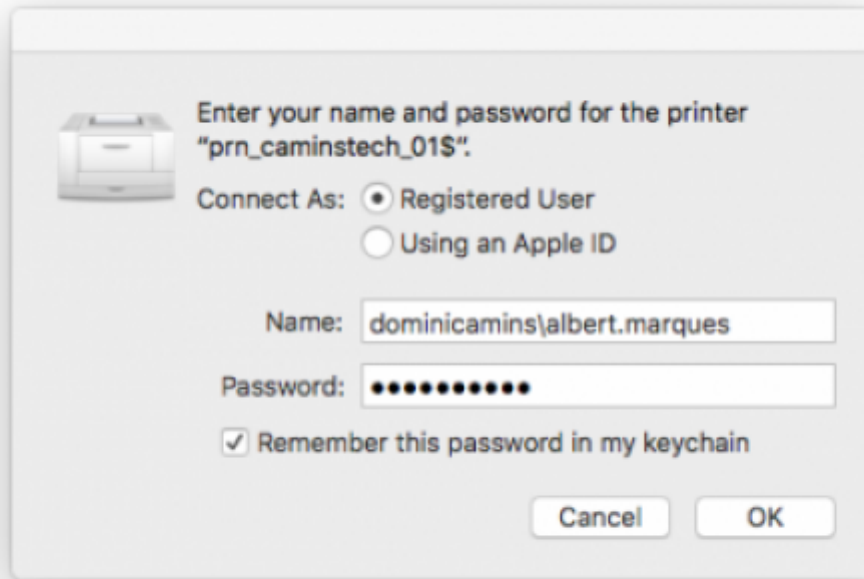 Enter your name and password for the printer
“prn_caminstech_01$”.
Connect As: Registered User
Using an Apple ID
Name: dominicamins\albert.marques
Password: ••••••••••
Remember this password in my keychain
Cancel OK